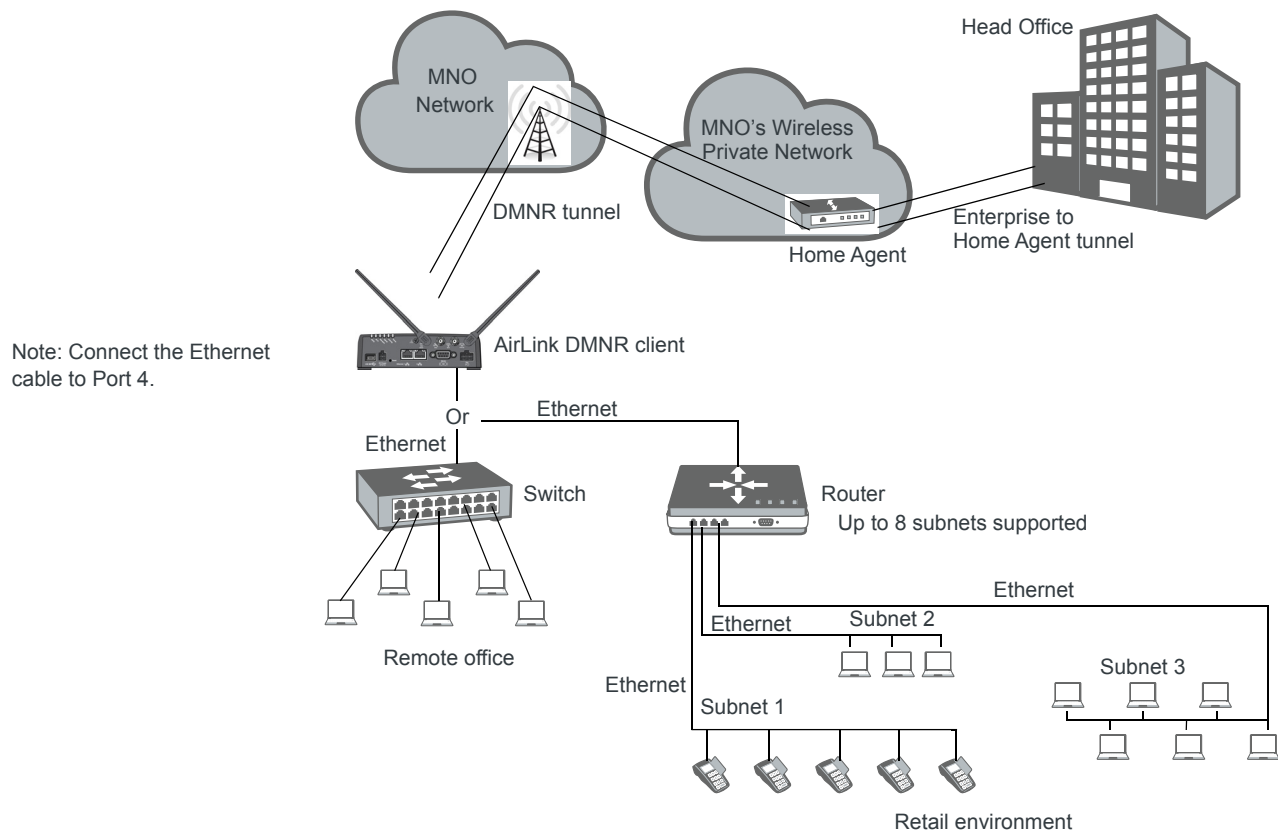 Head Office
MNO
Network
MNO's Wireless
Private Network
DMNR tunnel
Enterprise to
Home Agent tunnel
Home Agent
Note: Connect the Ethernet
cable to Port 4.
AirLink DMNR client
Or
Ethernet
Ethernet
Switch
Router
Up to 8 subnets supported
Ethernet
Ethernet
Subnet 2
Remote office
Subnet 3
Ethernet
Subnet 1
Retail environment